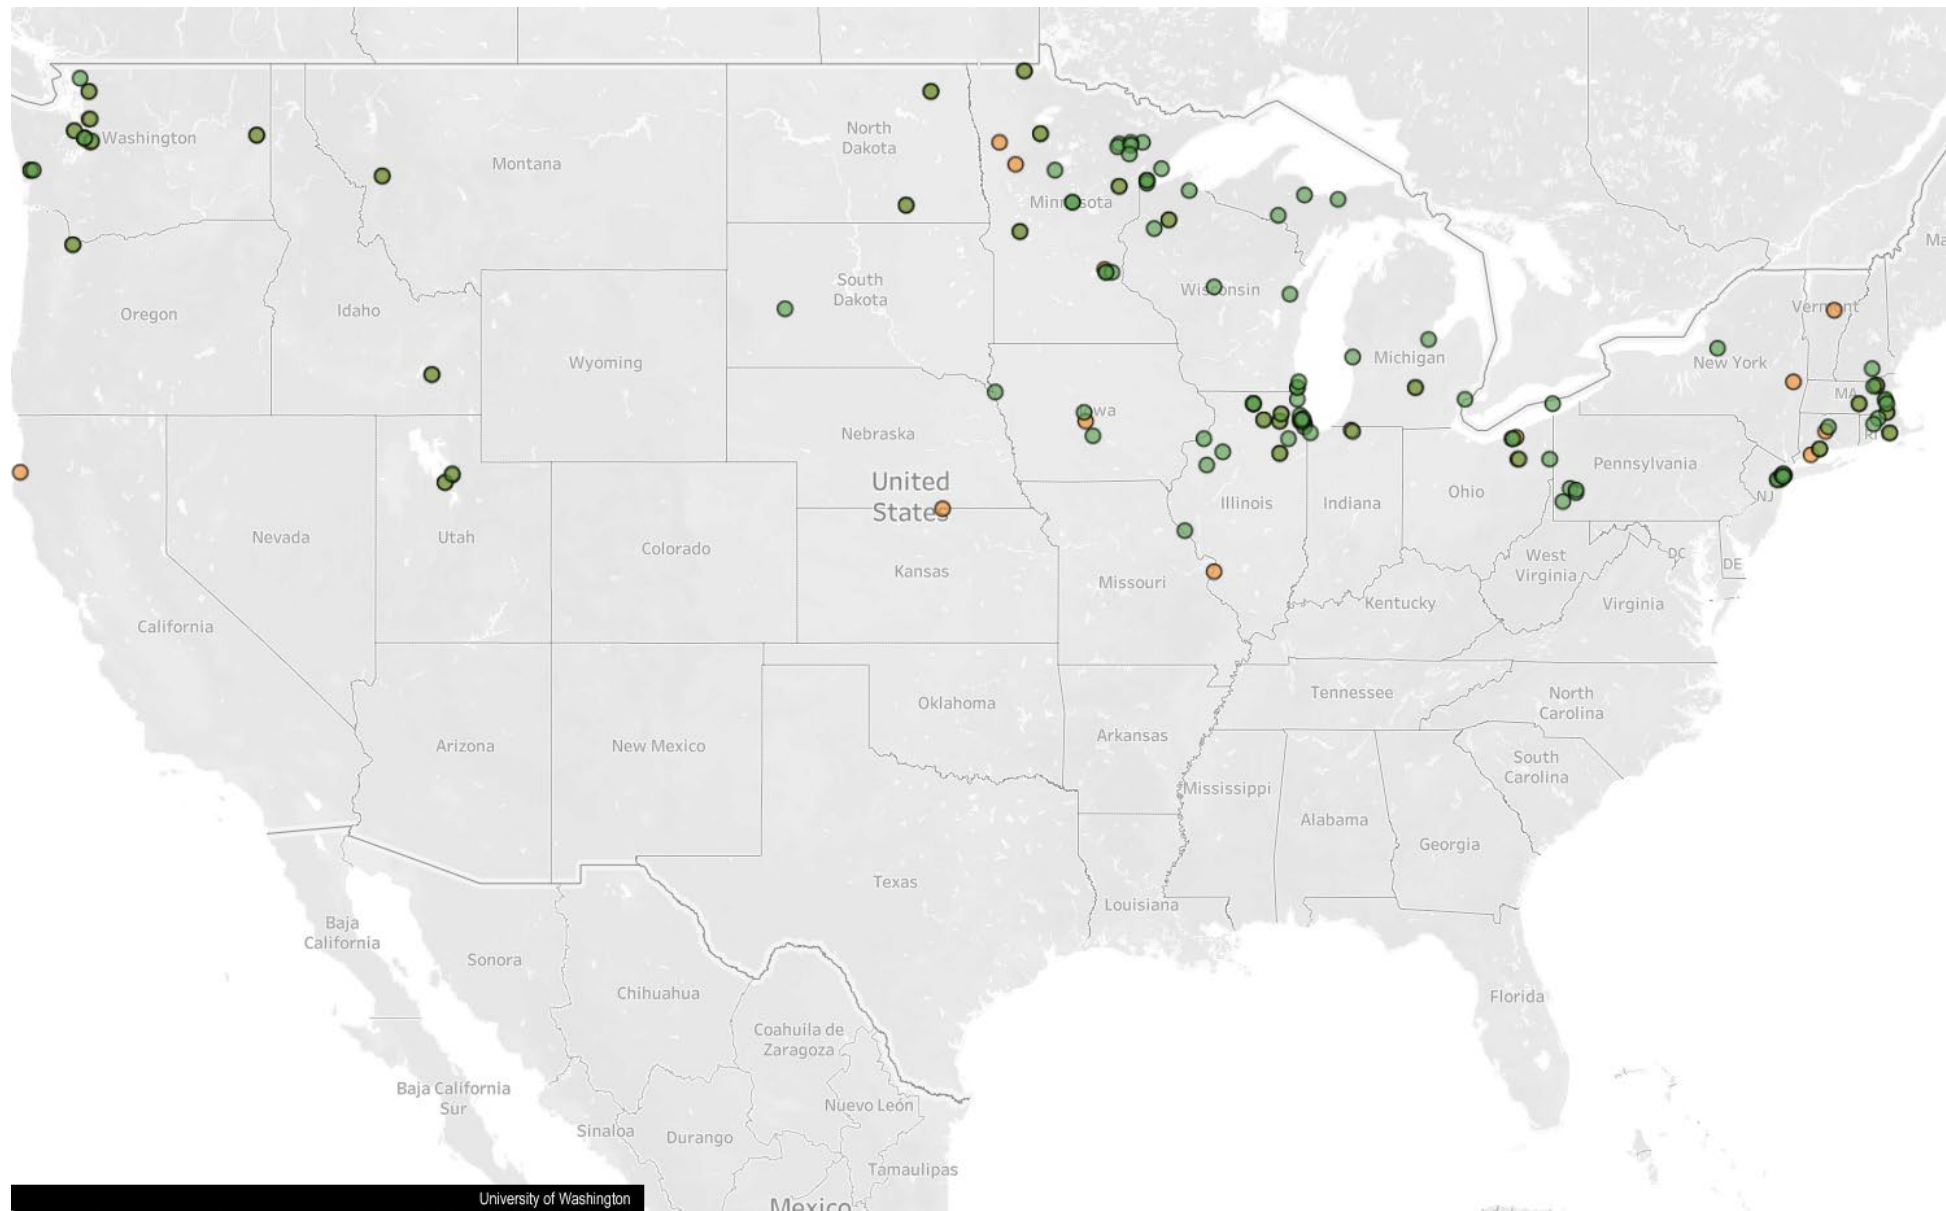 Washington
Montana
North
Dakota
Minnesota
Ma
Oregon
Idaho
South
Dakota
Wisconsin
Vermont
Wyoming
Michigan
New York
MA
Nebraska
Iowa
RI
United
States
Pennsylvania
Illinois
Indiana
Ohio
NJ
Nevada
Utah
Colorado
Kansas
Missouri
West
Virginia
DC
DE
Kentucky
Virginia
California
Oklahoma
Tennessee
North
Carolina
Arizona
New Mexico
Arkansas
South
Carolina
Mississippi
Alabama
Georgia
Texas
Louisiana
Baja
California
Sonora
Chihuahua
Florida
Coahuila de
Zaragoza
Baja California
Sur
Nuevo León
Sinaloa
Durango
Tamaulipas
University of Washington
Mexico